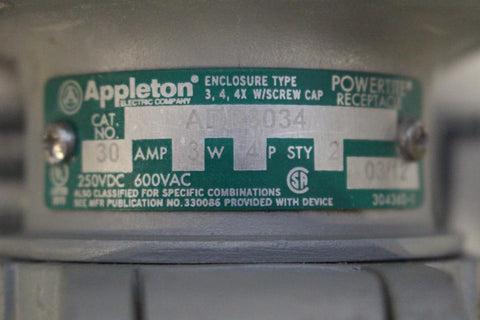 Appleton
ELECTRIC COMPANY
ENCLOSURE TYPE
3, 4, 4X W/SCREW CAP
POWERTITE
RECEPTACLE
CAT.
NO.
30 AMP 3 W 4 P STY 2
03/12
250VDC 600VAC
ALSO CLASSIFIED FOR SPECIFIC COMBINATIONS
SEE MFR PUBLICATION NO.330086 PROVIDED WITH DEVICE